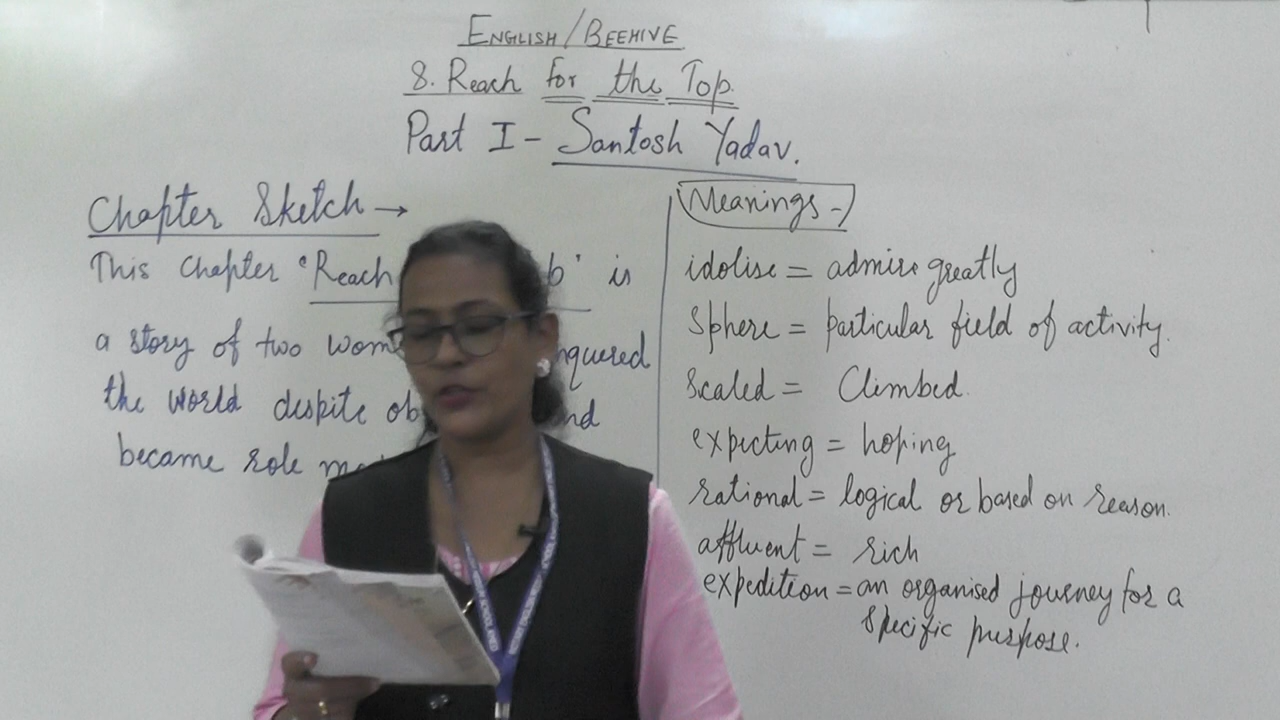 ENGLISH/BEEHIVE
8. Reach for the Top.
Part I - Santosh Yadav.
Chapter Sketch →
This chapter 'Reach is
a story of two
the world despite
became role
Meanings -
idolise = admire greatly
Sphere = particular field of activity.
Scaled = Climbed.
expecting = hoping
rational = logical or based on reason.
affluent = rich
expedition = an organised journey for a
specific purpose.